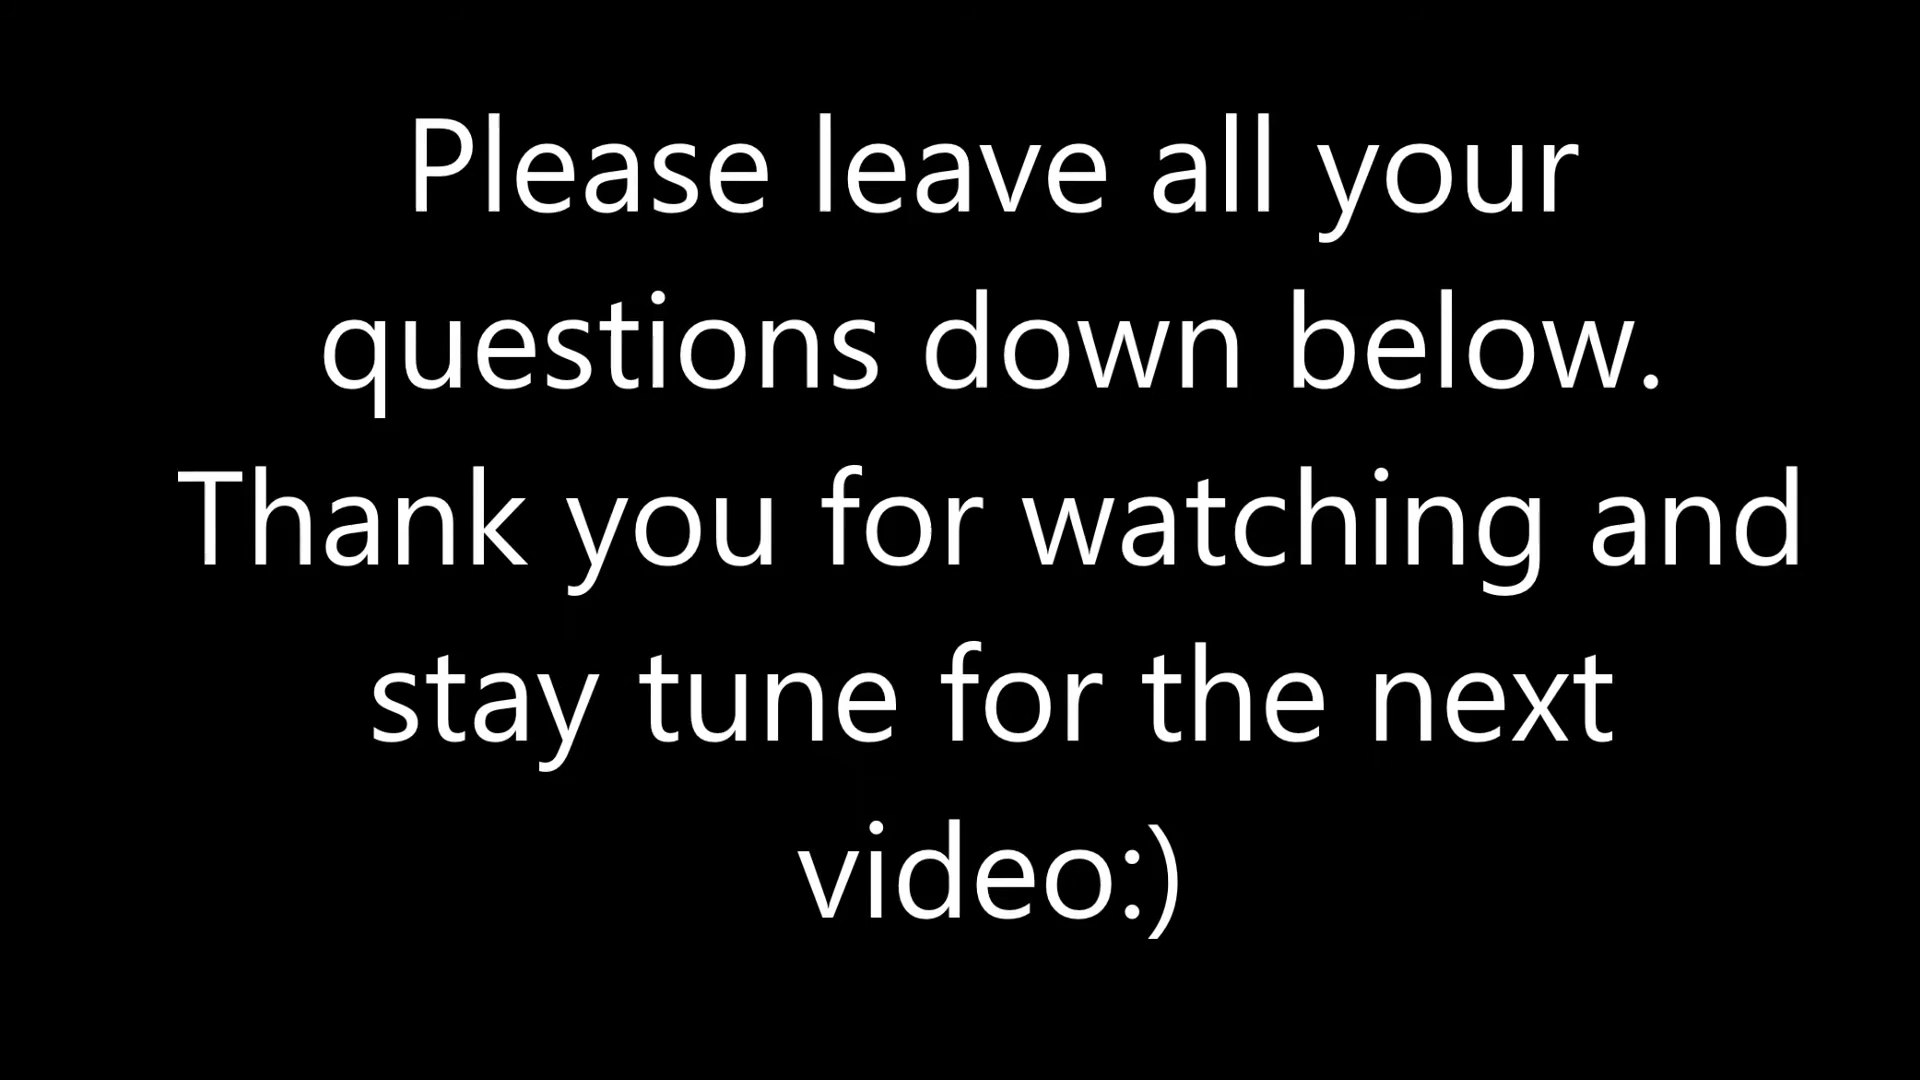 Please leave all your
questions down below.
Thank you for watching and
stay tune for the next
video:)